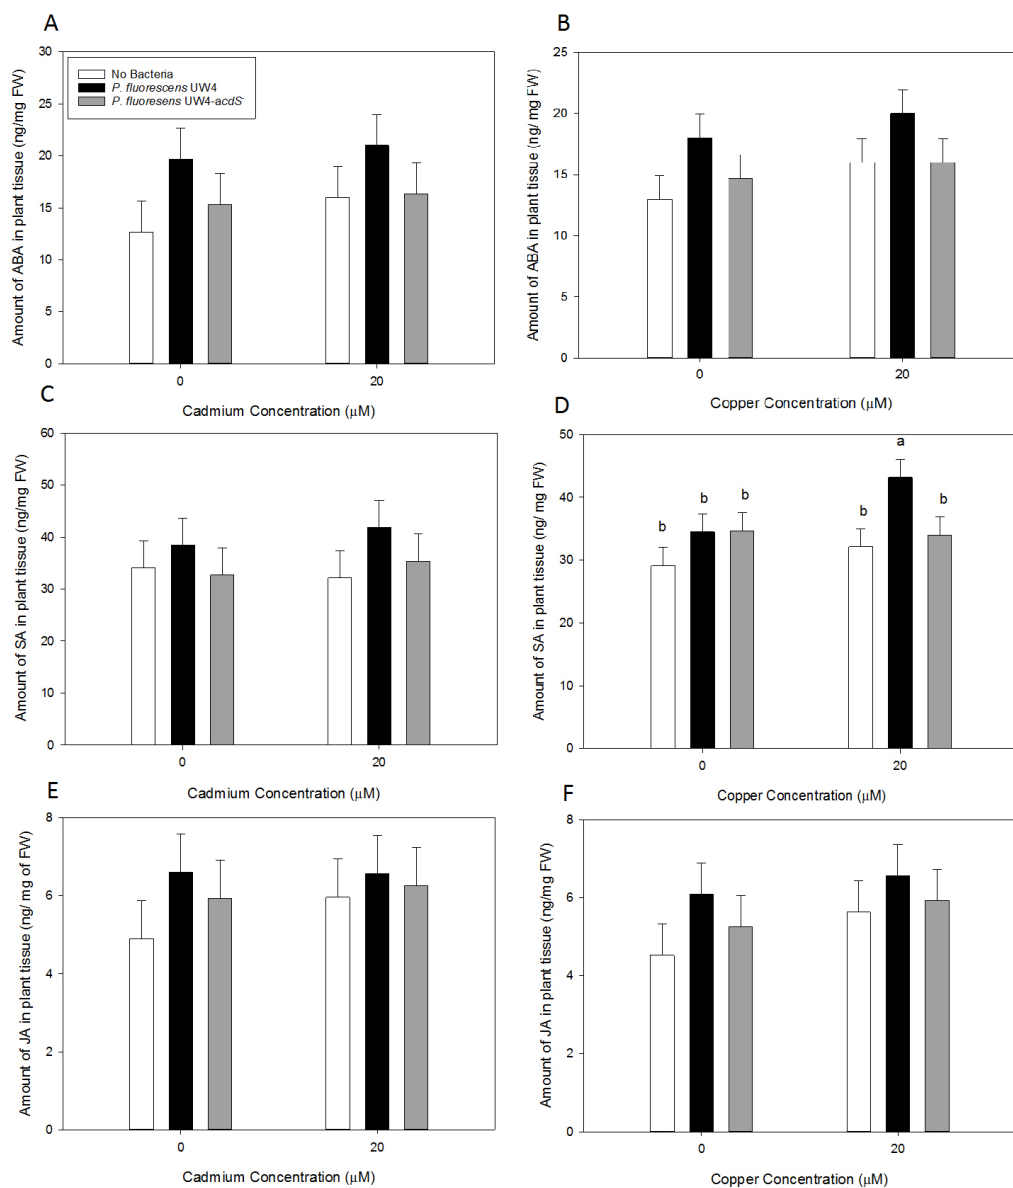 A
Amount of ABA in plant tissue (ng/mg FW)
30
25
20
15
10
5
0
No Bacteria
P. fluorescens UW4
P. fluoresens UW4-acdS-
0
20
Cadmium Concentration (µM)
B
Amount of ABA in plant tissue (ng/ mg FW)
25
20
15
10
5
0
0
20
Copper Concentration (µM)
C
Amount of SA in plant tissue (ng/mg FW)
60
50
40
30
20
10
0
0
20
Cadmium Concentration (µM)
D
Amount of SA in plant tissue (ng/ mg FW)
50
40
30
20
10
0
b
b
b
b
a
b
0
20
Copper Concentration (µM)
E
Amount of JA in plant tissue (ng/ mg of FW)
8
6
4
2
0
0
20
Cadmium Concentration (µM)
F
Amount of JA in plant tissue (ng/mg FW)
8
6
4
2
0
0
20
Copper Concentration (µM)